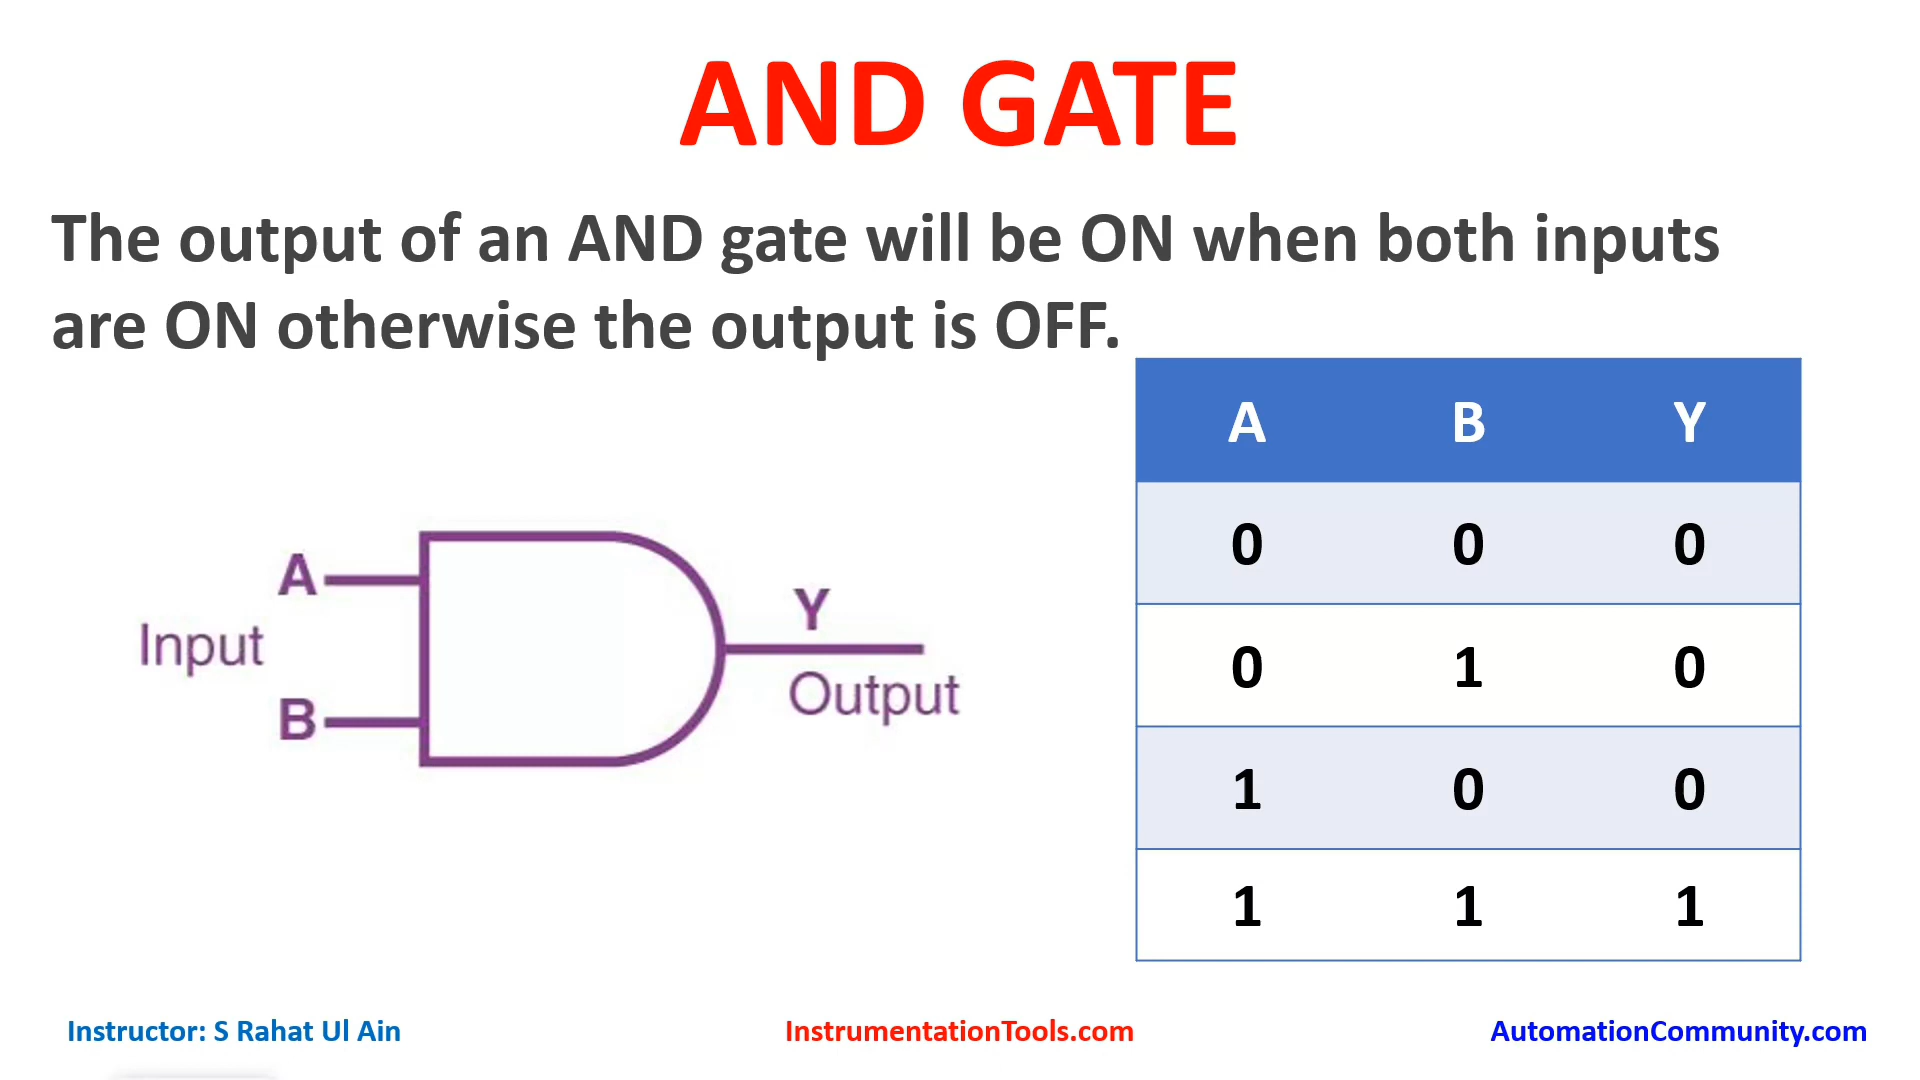 AND GATE
The output of an AND gate will be ON when both inputs
are ON otherwise the output is OFF.
A
Input
B
Y
Output
A B Y
0 0 0
0 1 0
1 0 0
1 1 1
Instructor: S Rahat Ul Ain
InstrumentationTools.com
AutomationCommunity.com